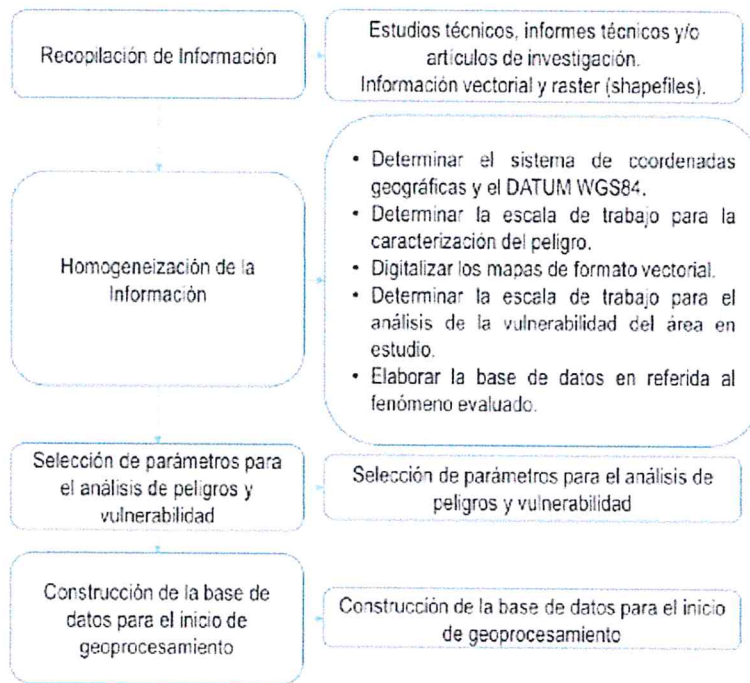 Recopilación de Información
Estudios técnicos, informes técnicos y/o
artículos de investigación.
Información vectorial y raster (shapefiles).
Homogeneización de la
Información
• Determinar el sistema de coordenadas
geográficas y el DATUM WGS84.
• Determinar la escala de trabajo para la
caracterización del peligro.
• Digitalizar los mapas de formato vectorial.
• Determinar la escala de trabajo para el
análisis de la vulnerabilidad del área en
estudio.
• Elaborar la base de datos en referida al
fenómeno evaluado.
Selección de parámetros para
el análisis de peligros y
vulnerabilidad
Selección de parámetros para el análisis de
peligros y vulnerabilidad
Construcción de la base de
datos para el inicio de
geoprocesamiento
Construcción de la base de datos para el inicio
de geoprocesamiento